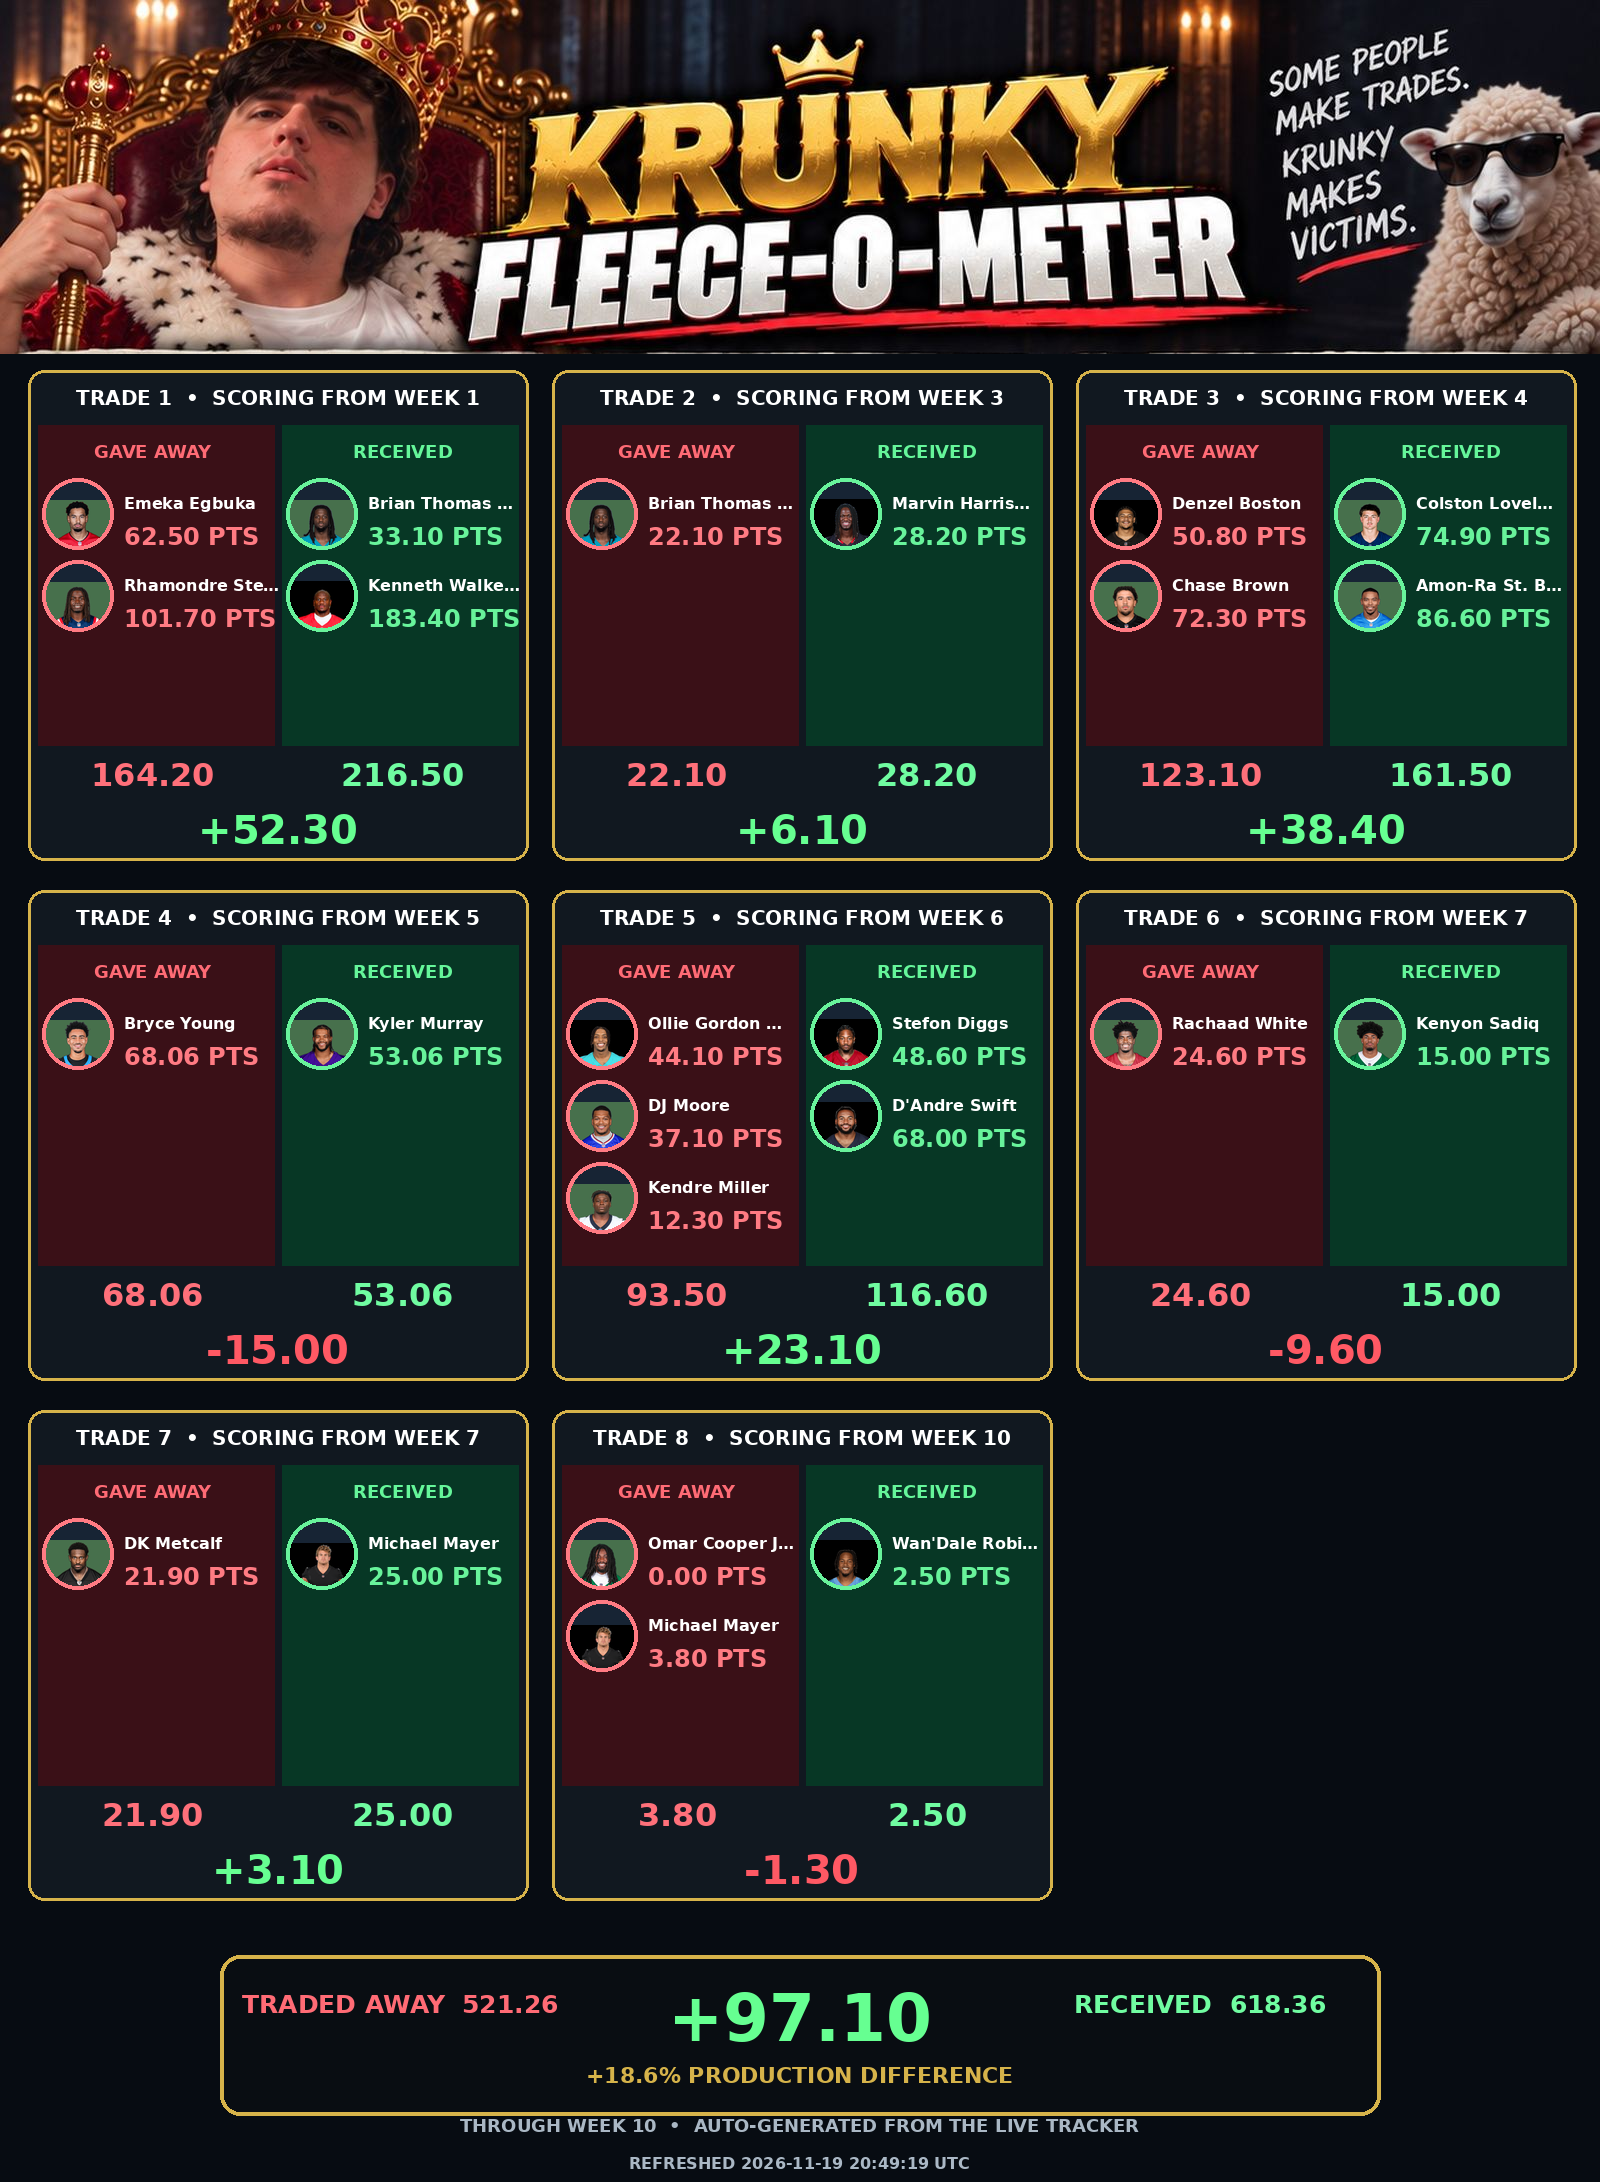 KRUNKY
FLEECE-O-METER
SOME PEOPLE
MAKE TRADES.
KRUNKY
MAKES
VICTIMS.
TRADE 1 • SCORING FROM WEEK 1
GAVE AWAY
RECEIVED
Emeka Egbuka
62.50 PTS
Rhamondre Ste...
101.70 PTS
Brian Thomas ...
33.10 PTS
Kenneth Walke...
183.40 PTS
164.20
216.50
+52.30
TRADE 2 • SCORING FROM WEEK 3
GAVE AWAY
RECEIVED
Brian Thomas ...
22.10 PTS
Marvin Harris...
28.20 PTS
22.10
28.20
+6.10
TRADE 3 • SCORING FROM WEEK 4
GAVE AWAY
RECEIVED
Denzel Boston
50.80 PTS
Chase Brown
72.30 PTS
Colston Lovel...
74.90 PTS
Amon-Ra St. B...
86.60 PTS
123.10
161.50
+38.40
TRADE 4 • SCORING FROM WEEK 5
GAVE AWAY
RECEIVED
Bryce Young
68.06 PTS
Kyler Murray
53.06 PTS
68.06
53.06
-15.00
TRADE 5 • SCORING FROM WEEK 6
GAVE AWAY
RECEIVED
Ollie Gordon ...
44.10 PTS
DJ Moore
37.10 PTS
Kendre Miller
12.30 PTS
Stefon Diggs
48.60 PTS
D'Andre Swift
68.00 PTS
93.50
116.60
+23.10
TRADE 6 • SCORING FROM WEEK 7
GAVE AWAY
RECEIVED
Rachaad White
24.60 PTS
Kenyon Sadiq
15.00 PTS
24.60
15.00
-9.60
TRADE 7 • SCORING FROM WEEK 7
GAVE AWAY
RECEIVED
DK Metcalf
21.90 PTS
Michael Mayer
25.00 PTS
21.90
25.00
+3.10
TRADE 8 • SCORING FROM WEEK 10
GAVE AWAY
RECEIVED
Omar Cooper J...
0.00 PTS
Michael Mayer
3.80 PTS
Wan'Dale Robi...
2.50 PTS
3.80
2.50
-1.30
TRADED AWAY 521.26
+97.10
RECEIVED 618.36
+18.6% PRODUCTION DIFFERENCE
THROUGH WEEK 10 • AUTO-GENERATED FROM THE LIVE TRACKER
REFRESHED 2026-11-19 20:49:19 UTC